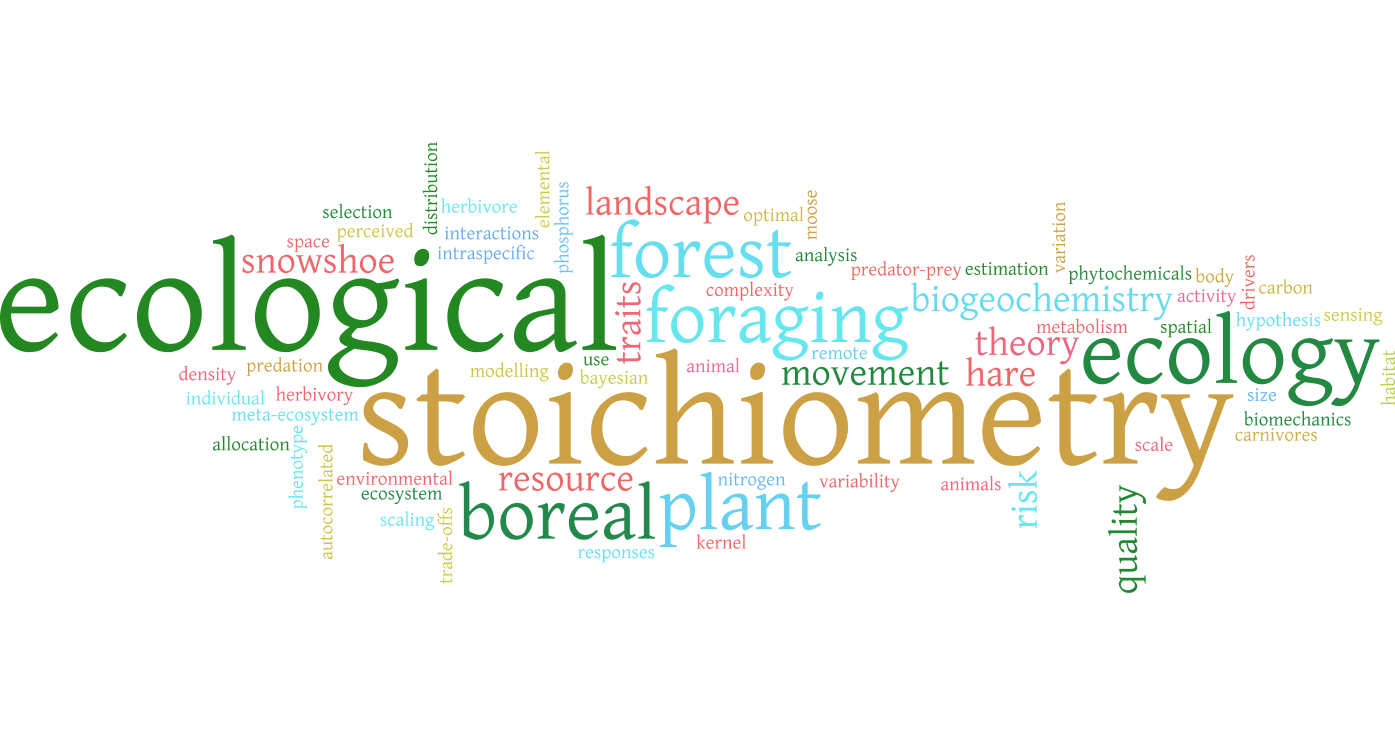 distribution
elemental
phosphorus
landscape
moose
selection
herbivore
optimal
perceived
interactions
variation
space
intraspecific
forest
analysis
snowshoe
predator-prey
estimation
phytochemicals
body
drivers
carbon
ecological
traits
complexity
foraging
biogeochemistry
activity
hypothesis
sensing
metabolism
spatial
theory
ecology
habitat
predation
density
modelling
use
bayesian
animal
remote
movement
hare
individual
herbivory
meta-ecosystem
stoichiometry
size
biomechanics
carnivores
allocation
phenotype
autocorrelated
scale
environmental
ecosystem
resource
nitrogen
variability
animals
risk
quality
scaling
trade-offs
boreal
plant
kernel
responses